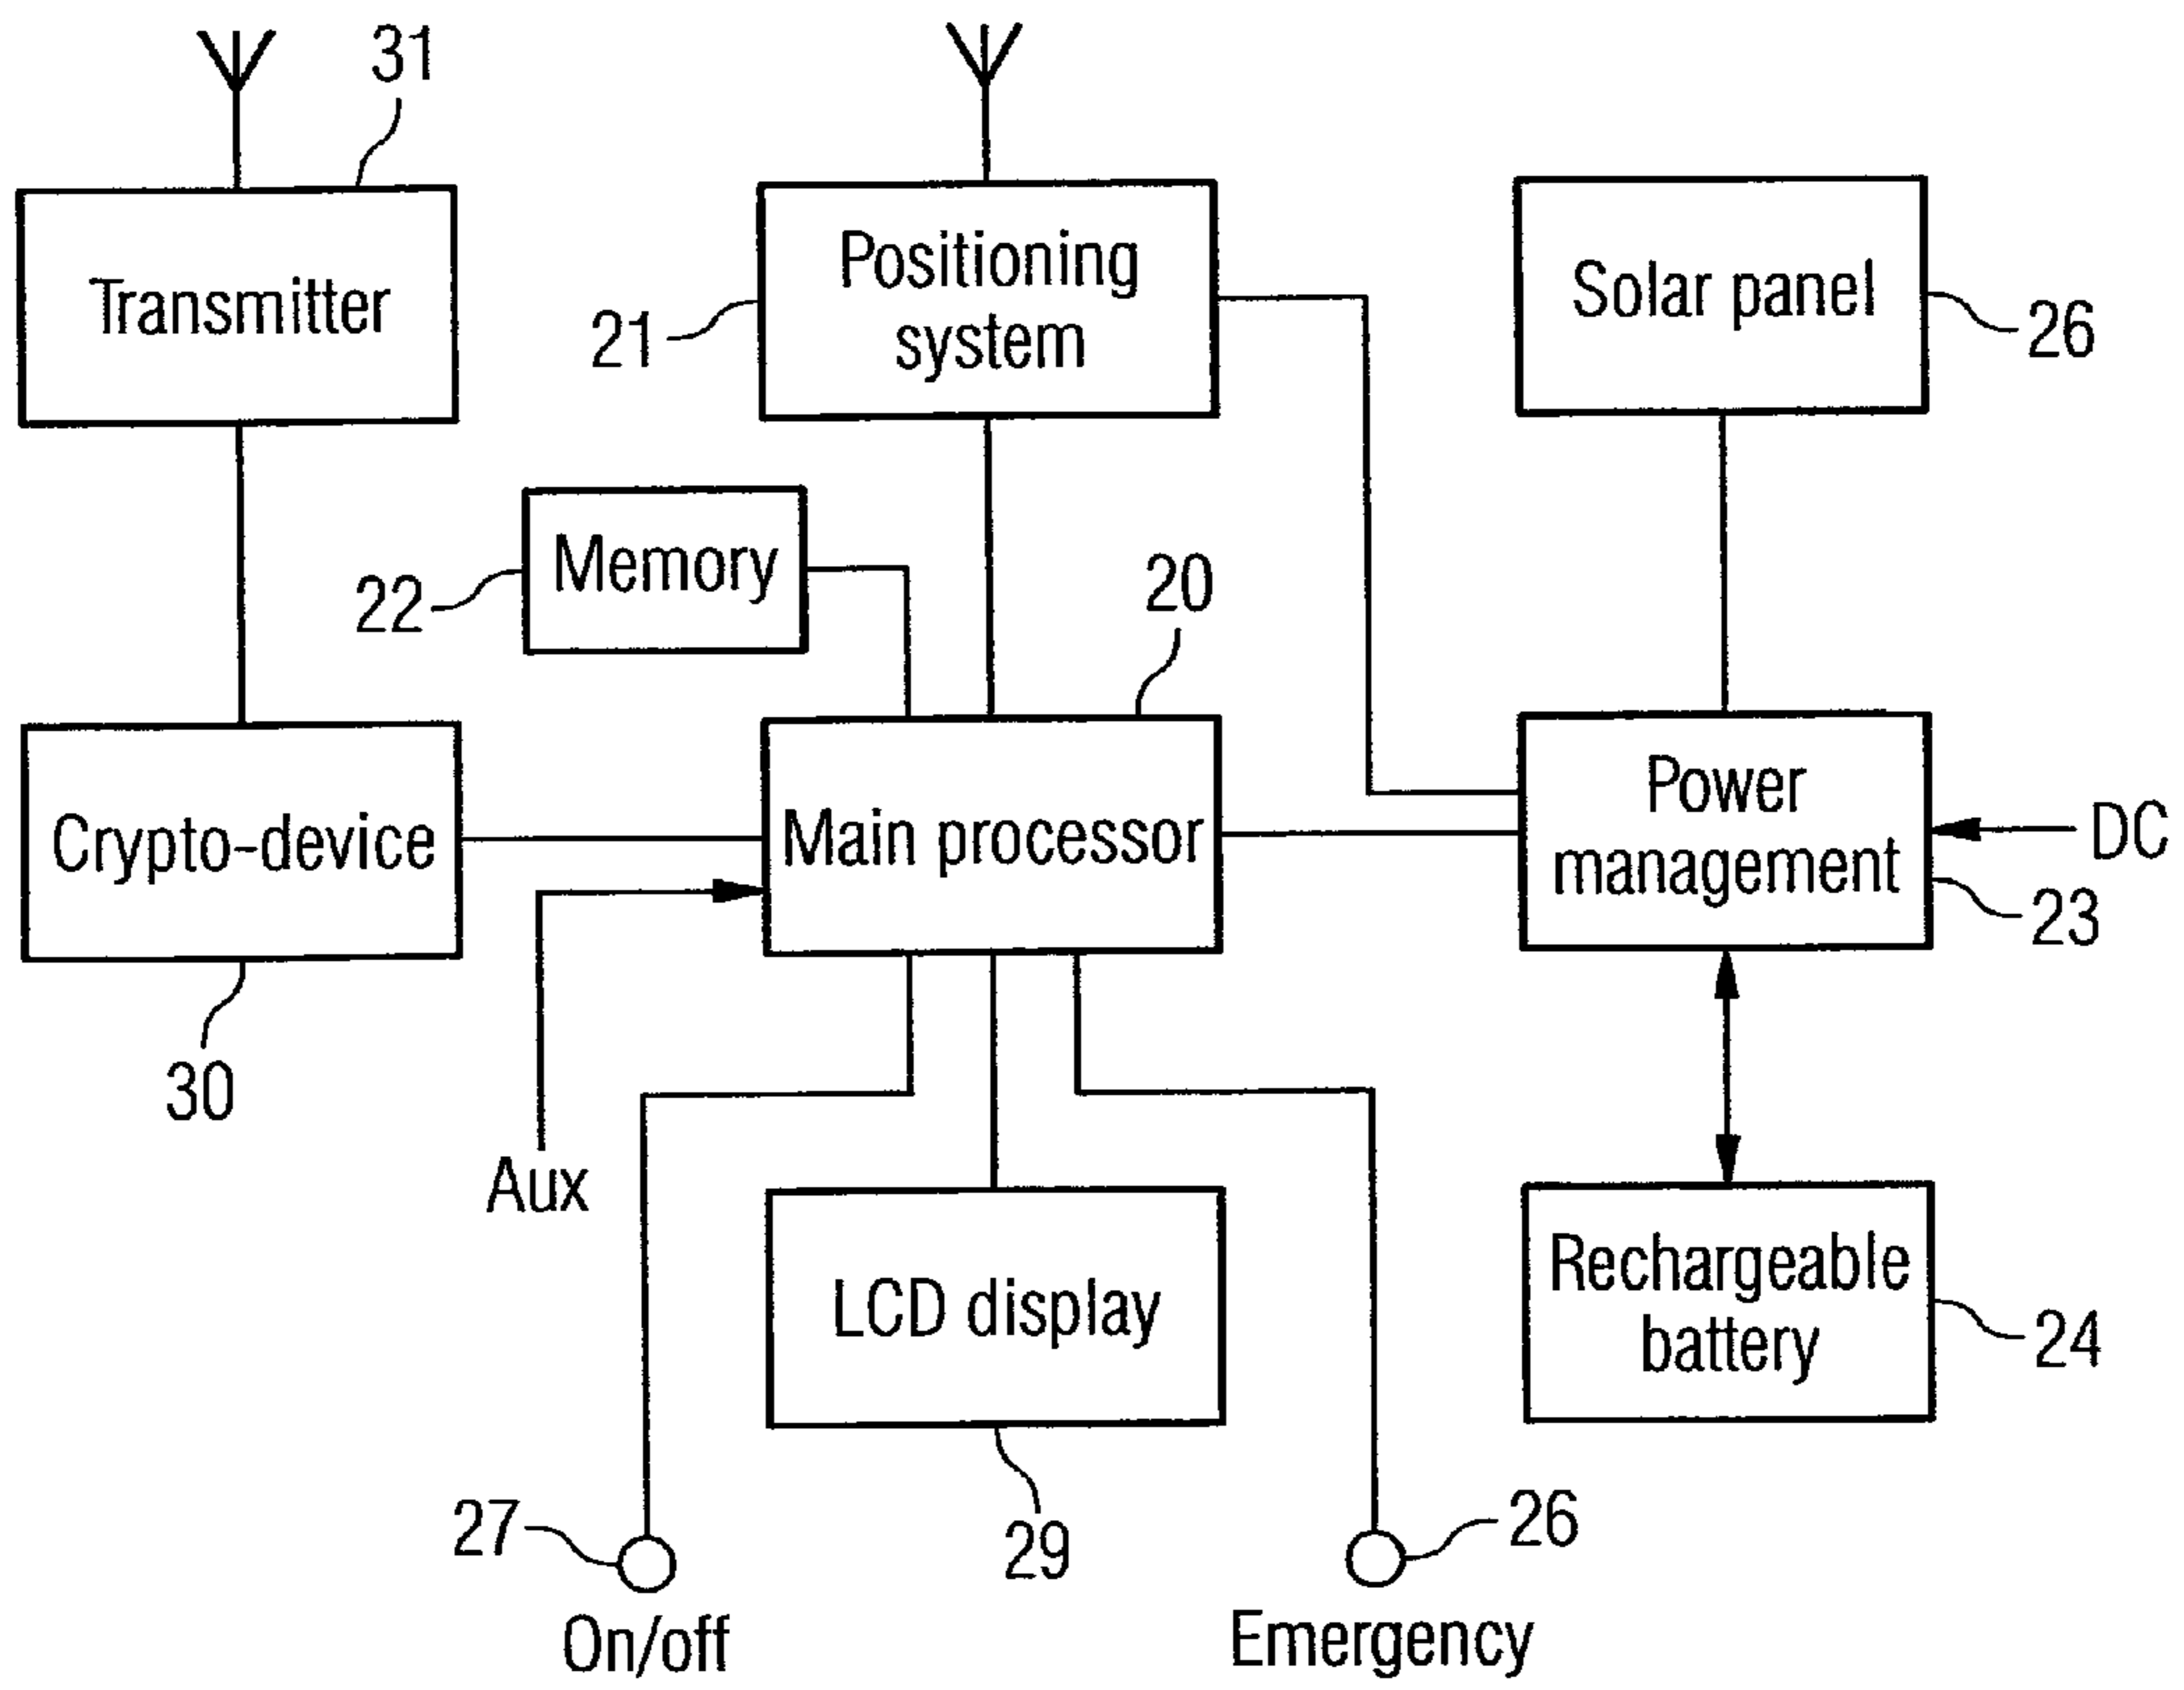 31
Transmitter
Positioning
system
21
Solar panel
26
Memory
22
20
Crypto-device
30
Main processor
Power
management
DC
23
Aux
LCD display
29
Rechargeable
battery
24
27
On/off
26
Emergency